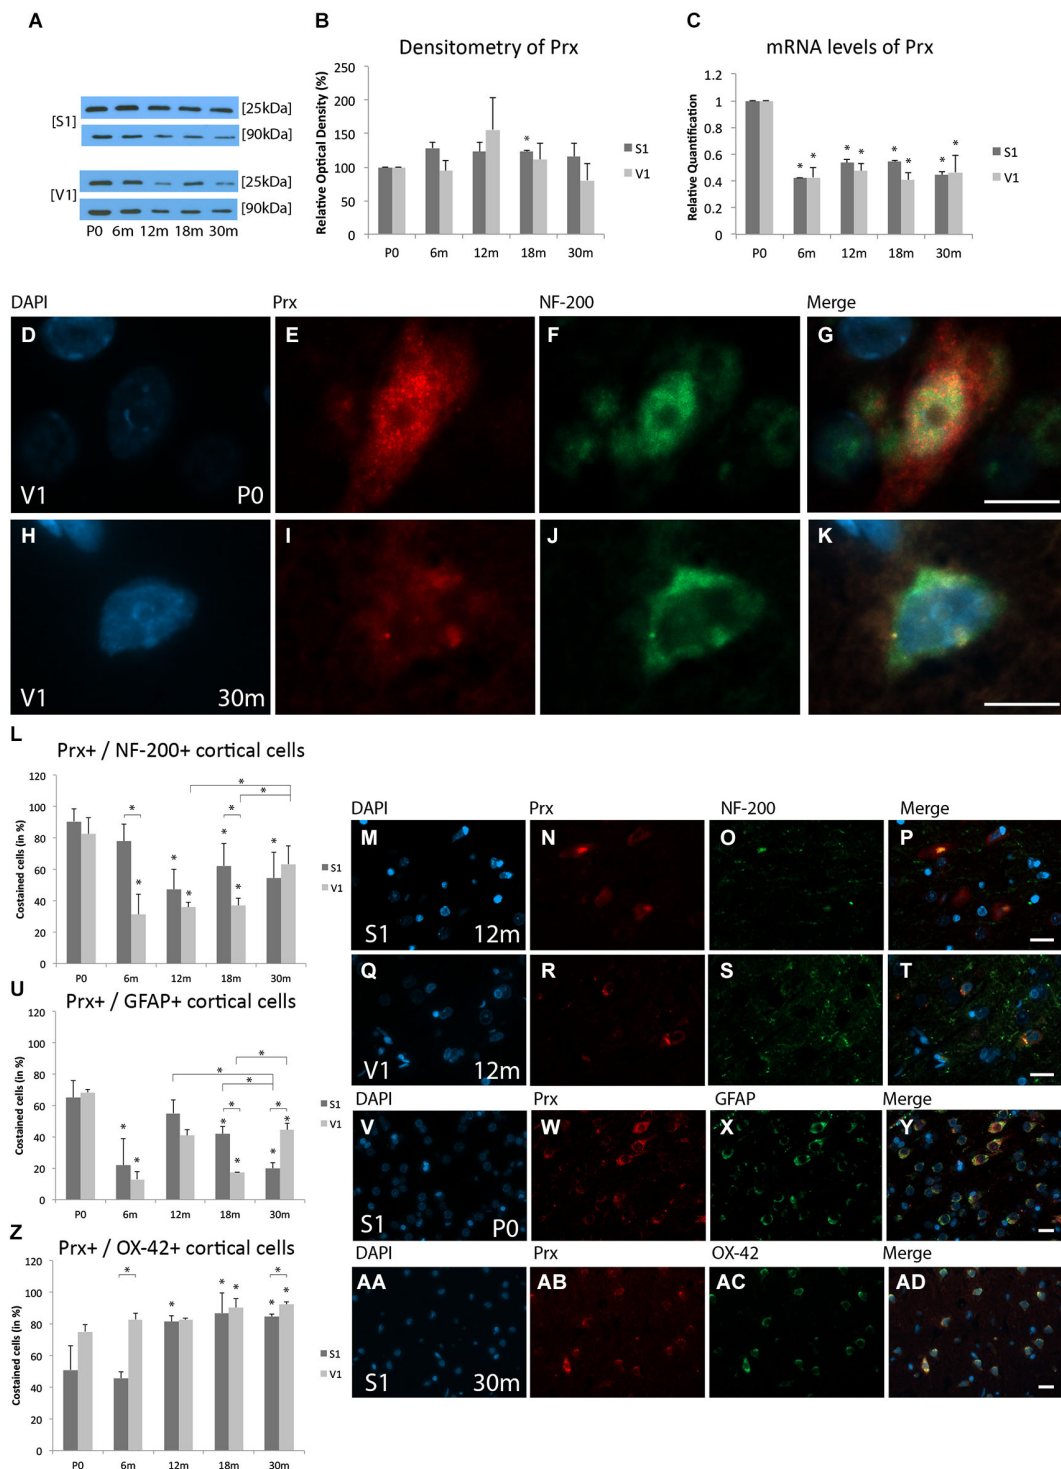 A
[S1]
[25kDa]
[90kDa]
[V1]
[25kDa]
[90kDa]
P0 6m 12m 18m 30m
B
Densitometry of Prx
Relative Optical Density (%)
250
200
150
100
50
0
P0 6m 12m 18m 30m
*
S1
V1
C
mRNA levels of Prx
Relative Quantification
1.2
1
0.8
0.6
0.4
0.2
0
P0 6m 12m 18m 30m
* * * * * * * *
S1
V1
DAPI Prx NF-200 Merge
D E F G
V1 P0
H I J K
V1 30m
L
Prx+ / NF-200+ cortical cells
Costained cells (in %)
120
100
80
60
40
20
0
P0 6m 12m 18m 30m
* * * * * * * * * *
S1
V1
DAPI Prx NF-200 Merge
M N O P
S1 12m
Q R S T
V1 12m
U
Prx+ / GFAP+ cortical cells
Costained cells (in %)
120
100
80
60
40
20
0
P0 6m 12m 18m 30m
* * * * * * * * * *
S1
V1
DAPI Prx GFAP Merge
V W X Y
S1 P0
Z
Prx+ / OX-42+ cortical cells
Costained cells (in %)
120
100
80
60
40
20
0
P0 6m 12m 18m 30m
* * * * * * *
S1
V1
DAPI Prx OX-42 Merge
AA AB AC AD
S1 30m